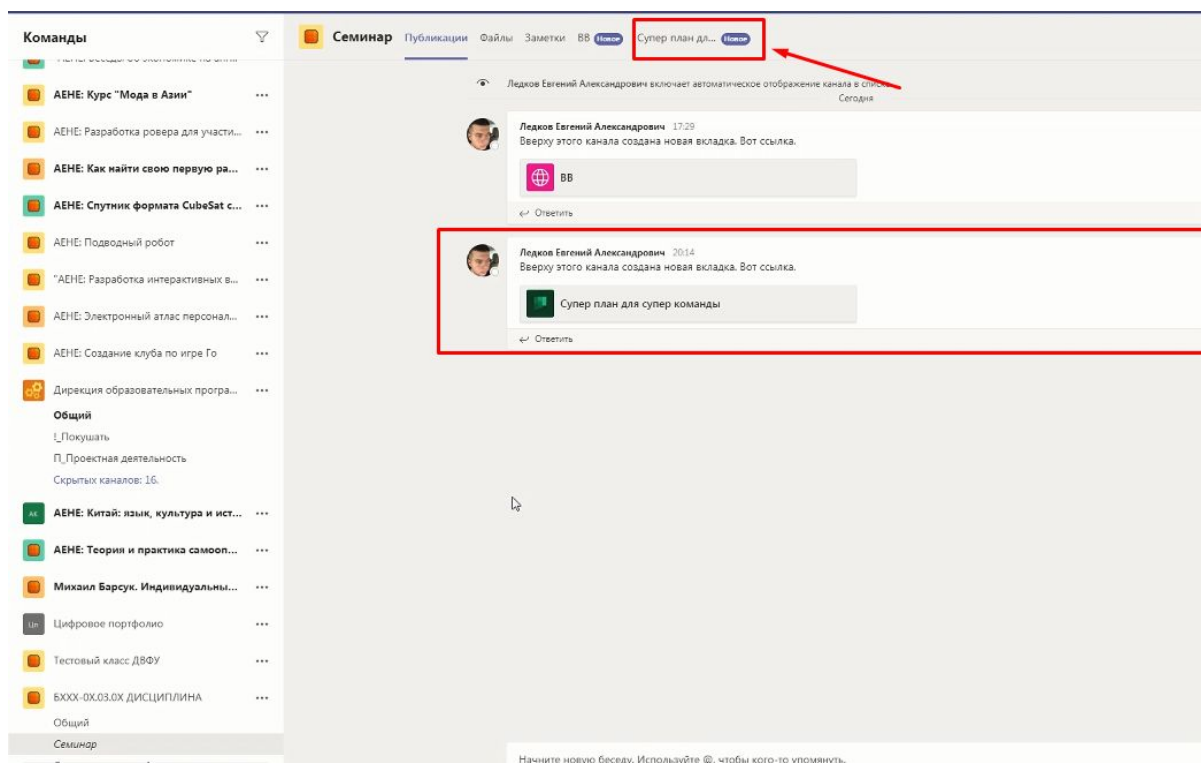 Команды
АЕНЕ: Курс "Мода в Азии"
АЕНЕ: Разработка ровера для участи...
АЕНЕ: Как найти свою первую ра...
АЕНЕ: Спутник формата CubeSat с...
АЕНЕ: Подводный робот
"АЕНЕ: Разработка интерактивных в...
АЕНЕ: Электронный атлас персонал...
АЕНЕ: Создание клуба по игре Го
Дирекция образовательных програ...
Общий
!_Покушать
П_Проектная деятельность
Скрытых каналов: 16.
АК
АЕНЕ: Китай: язык, культура и ист...
АЕНЕ: Теория и практика самооп...
Михаил Барсук. Индивидуальны...
Цп
Цифровое портфолио
Тестовый класс ДВФУ
БХХХ-0Х.03.0Х ДИСЦИПЛИНА
Общий
Семинар
Семинар Публикации Файлы Заметки ВВ Новое Супер план дл... Новое
Ледков Евгений Александрович включает автоматическое отображение канала в
Сегодня
Ледков Евгений Александрович 17:29
Вверху этого канала создана новая вкладка. Вот ссылка.
ВВ
Ответить
Ледков Евгений Александрович 20:14
Вверху этого канала создана новая вкладка. Вот ссылка.
Супер план для супер команды
Ответить
Начните новую беседу. Используйте @, чтобы кого-то упомянуть.